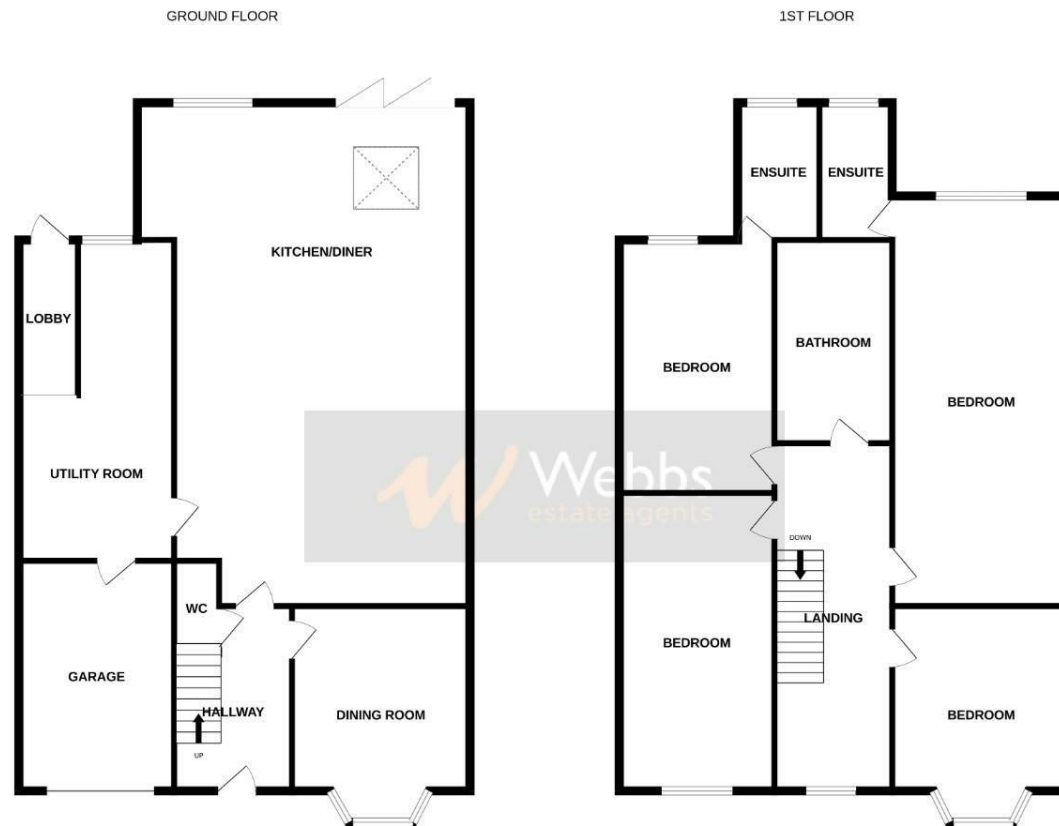 GROUND FLOOR
KITCHEN/DINER
LOBBY
UTILITY ROOM
WC
GARAGE
HALLWAY
UP
DINING ROOM
1ST FLOOR
ENSUITE
ENSUITE
BATHROOM
BEDROOM
BEDROOM
DOWN
LANDING
BEDROOM
BEDROOM
Webbs
estate agents